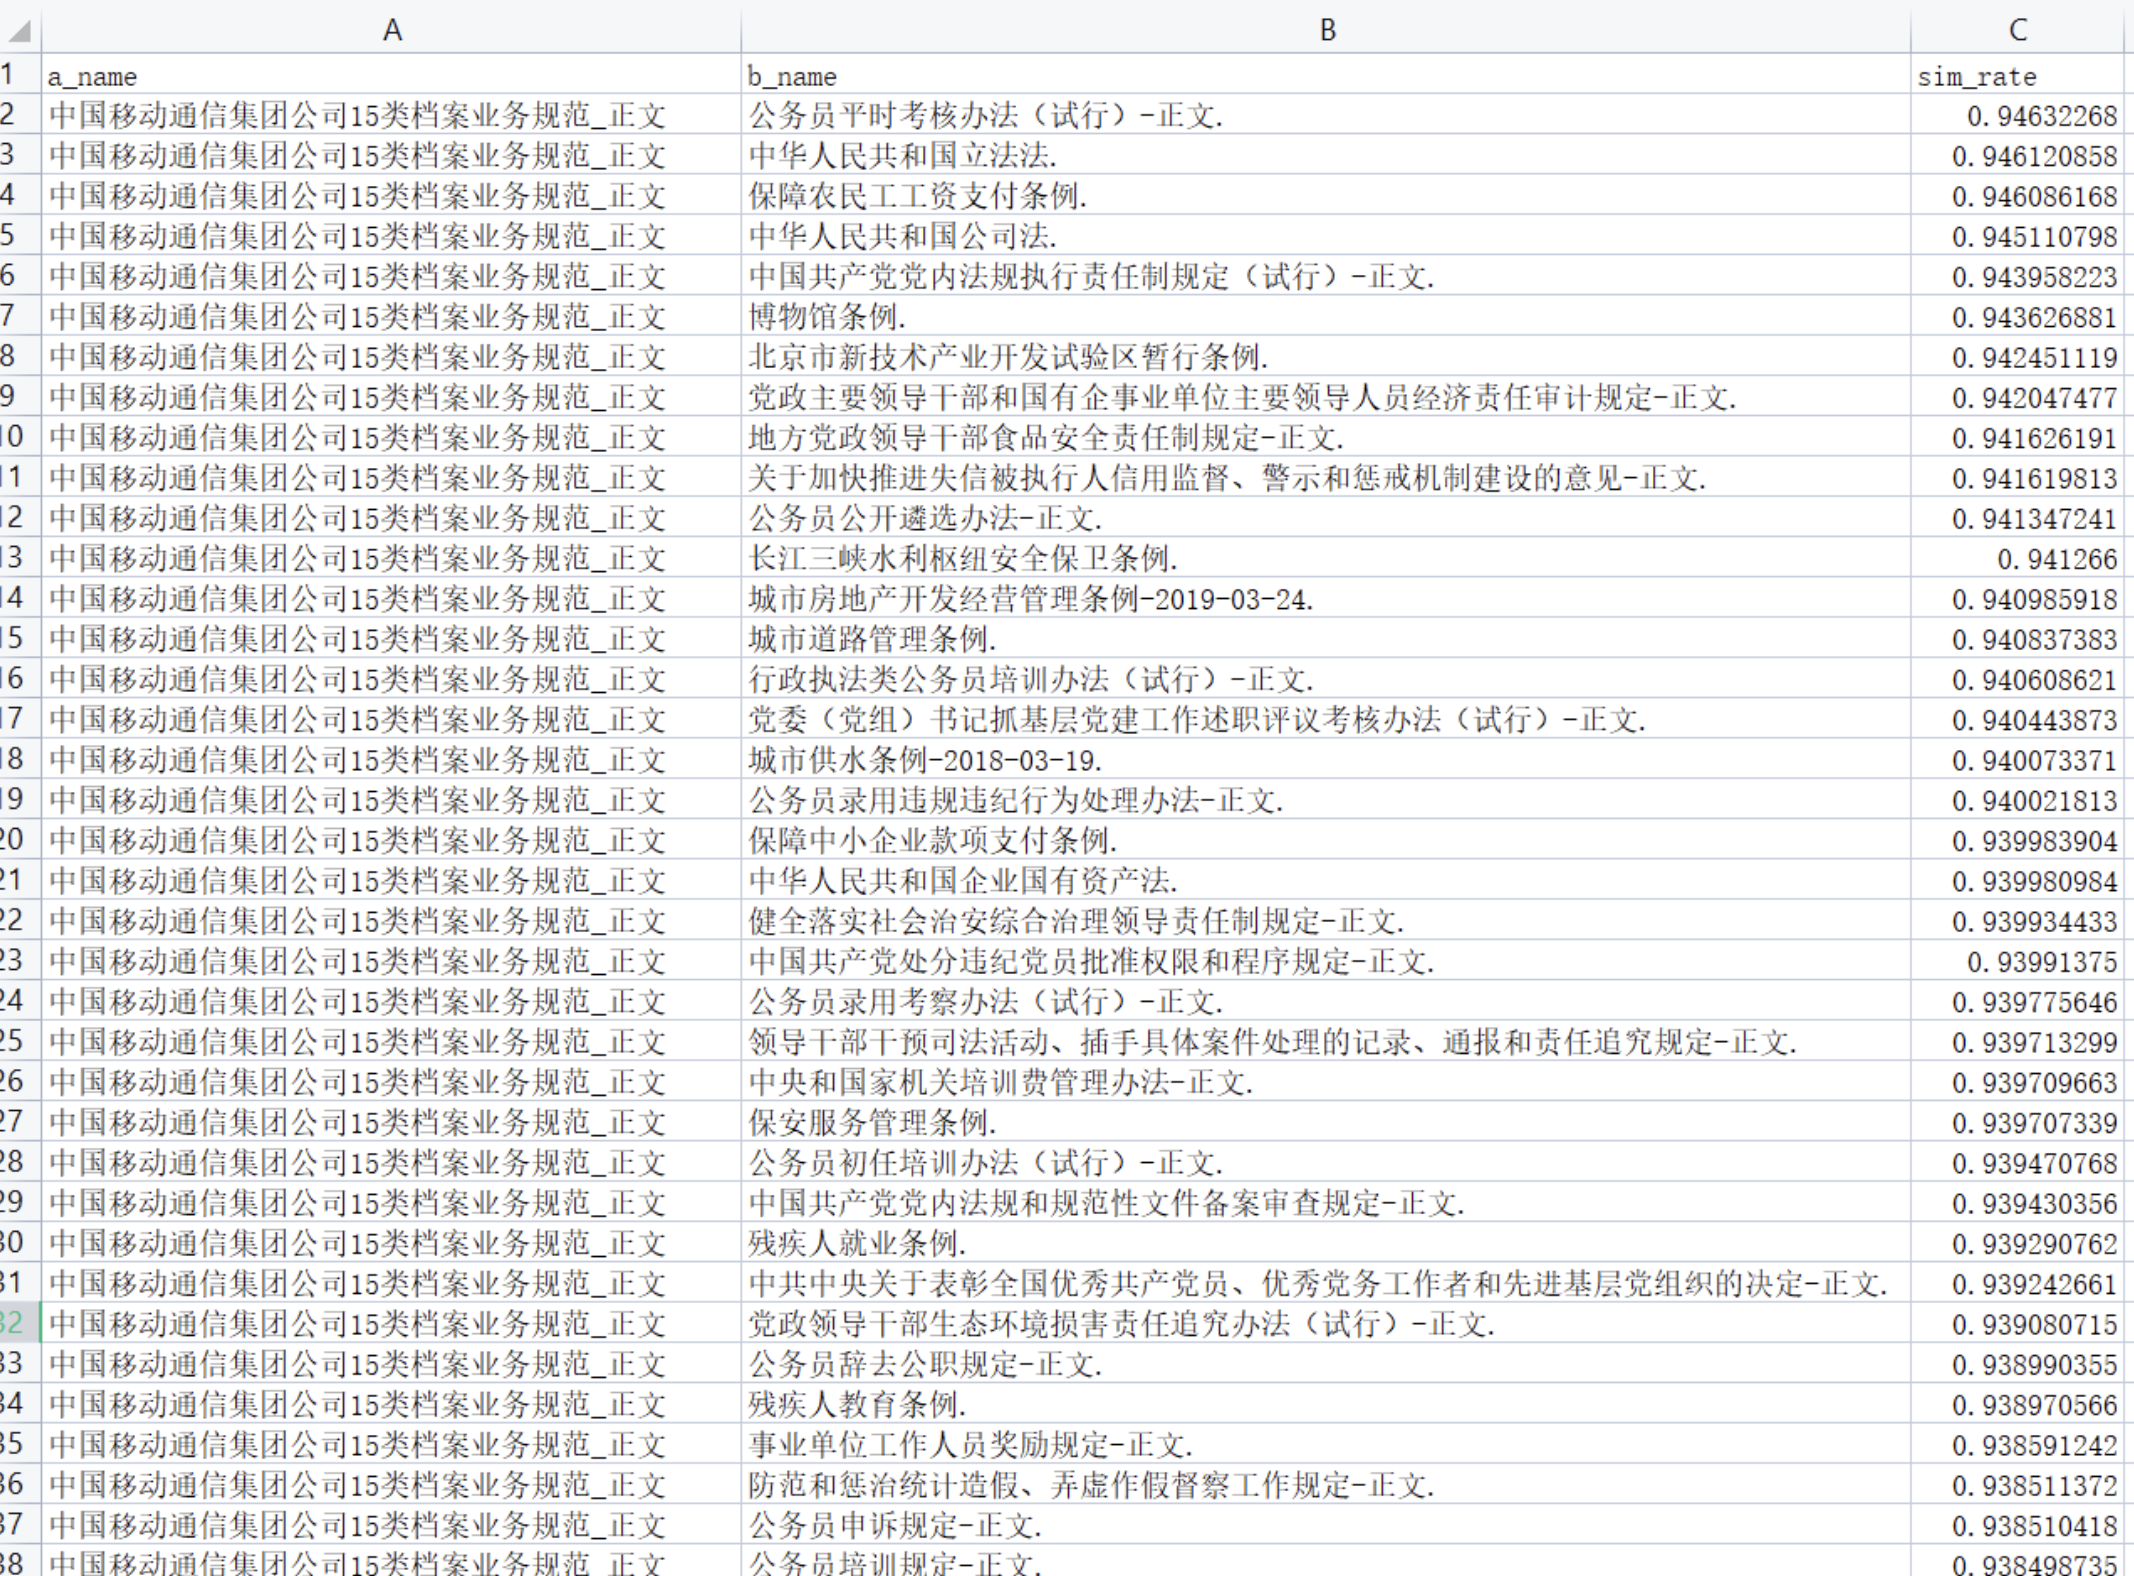 A B C
1 a_name b_name sim_rate
2 中国移动通信集团公司15类档案业务规范_正文 公务员平时考核办法（试行）-正文. 0.94632268
3 中国移动通信集团公司15类档案业务规范_正文 中华人民共和国立法法. 0.946120858
4 中国移动通信集团公司15类档案业务规范_正文 保障农民工工资支付条例. 0.946086168
5 中国移动通信集团公司15类档案业务规范_正文 中华人民共和国公司法. 0.945110798
6 中国移动通信集团公司15类档案业务规范_正文 中国共产党党内法规执行责任制规定（试行）-正文. 0.943958223
7 中国移动通信集团公司15类档案业务规范_正文 博物馆条例. 0.943626881
8 中国移动通信集团公司15类档案业务规范_正文 北京市新技术产业开发试验区暂行条例. 0.942451119
9 中国移动通信集团公司15类档案业务规范_正文 党政主要领导干部和国有企事业单位主要领导人员经济责任审计规定-正文. 0.942047477
10 中国移动通信集团公司15类档案业务规范_正文 地方党政领导干部食品安全责任制规定-正文. 0.941626191
11 中国移动通信集团公司15类档案业务规范_正文 关于加快推进失信被执行人信用监督、警示和惩戒机制建设的意见-正文. 0.941619813
12 中国移动通信集团公司15类档案业务规范_正文 公务员公开遴选办法-正文. 0.941347241
13 中国移动通信集团公司15类档案业务规范_正文 长江三峡水利枢纽安全保卫条例. 0.941266
14 中国移动通信集团公司15类档案业务规范_正文 城市房地产开发经营管理条例-2019-03-24. 0.940985918
15 中国移动通信集团公司15类档案业务规范_正文 城市道路管理条例. 0.940837383
16 中国移动通信集团公司15类档案业务规范_正文 行政执法类公务员培训办法（试行）-正文. 0.940608621
17 中国移动通信集团公司15类档案业务规范_正文 党委（党组）书记抓基层党建工作述职评议考核办法（试行）-正文. 0.940443873
18 中国移动通信集团公司15类档案业务规范_正文 城市供水条例-2018-03-19. 0.940073371
19 中国移动通信集团公司15类档案业务规范_正文 公务员录用违规违纪行为处理办法-正文. 0.940021813
20 中国移动通信集团公司15类档案业务规范_正文 保障中小企业款项支付条例. 0.939983904
21 中国移动通信集团公司15类档案业务规范_正文 中华人民共和国企业国有资产法. 0.939980984
22 中国移动通信集团公司15类档案业务规范_正文 健全落实社会治安综合治理领导责任制规定-正文. 0.939934433
23 中国移动通信集团公司15类档案业务规范_正文 中国共产党处分违纪党员批准权限和程序规定-正文. 0.93991375
24 中国移动通信集团公司15类档案业务规范_正文 公务员录用考察办法（试行）-正文. 0.939775646
25 中国移动通信集团公司15类档案业务规范_正文 领导干部干预司法活动、插手具体案件处理的记录、通报和责任追究规定-正文. 0.939713299
26 中国移动通信集团公司15类档案业务规范_正文 中央和国家机关培训费管理办法-正文. 0.939709663
27 中国移动通信集团公司15类档案业务规范_正文 保安服务管理条例. 0.939707339
28 中国移动通信集团公司15类档案业务规范_正文 公务员初任培训办法（试行）-正文. 0.939470768
29 中国移动通信集团公司15类档案业务规范_正文 中国共产党党内法规和规范性文件备案审查规定-正文. 0.939430356
30 中国移动通信集团公司15类档案业务规范_正文 残疾人就业条例. 0.939290762
31 中国移动通信集团公司15类档案业务规范_正文 中共中央关于表彰全国优秀共产党员、优秀党务工作者和先进基层党组织的决定-正文. 0.939242661
32 中国移动通信集团公司15类档案业务规范_正文 党政领导干部生态环境损害责任追究办法（试行）-正文. 0.939080715
33 中国移动通信集团公司15类档案业务规范_正文 公务员辞去公职规定-正文. 0.938990355
34 中国移动通信集团公司15类档案业务规范_正文 残疾人教育条例. 0.938970566
35 中国移动通信集团公司15类档案业务规范_正文 事业单位工作人员奖励规定-正文. 0.938591242
36 中国移动通信集团公司15类档案业务规范_正文 防范和惩治统计造假、弄虚作假督察工作规定-正文. 0.938511372
37 中国移动通信集团公司15类档案业务规范_正文 公务员申诉规定-正文. 0.938510418
38 中国移动通信集团公司15类档案业务规范_正文 公务员培训规定-正文. 0.938498735